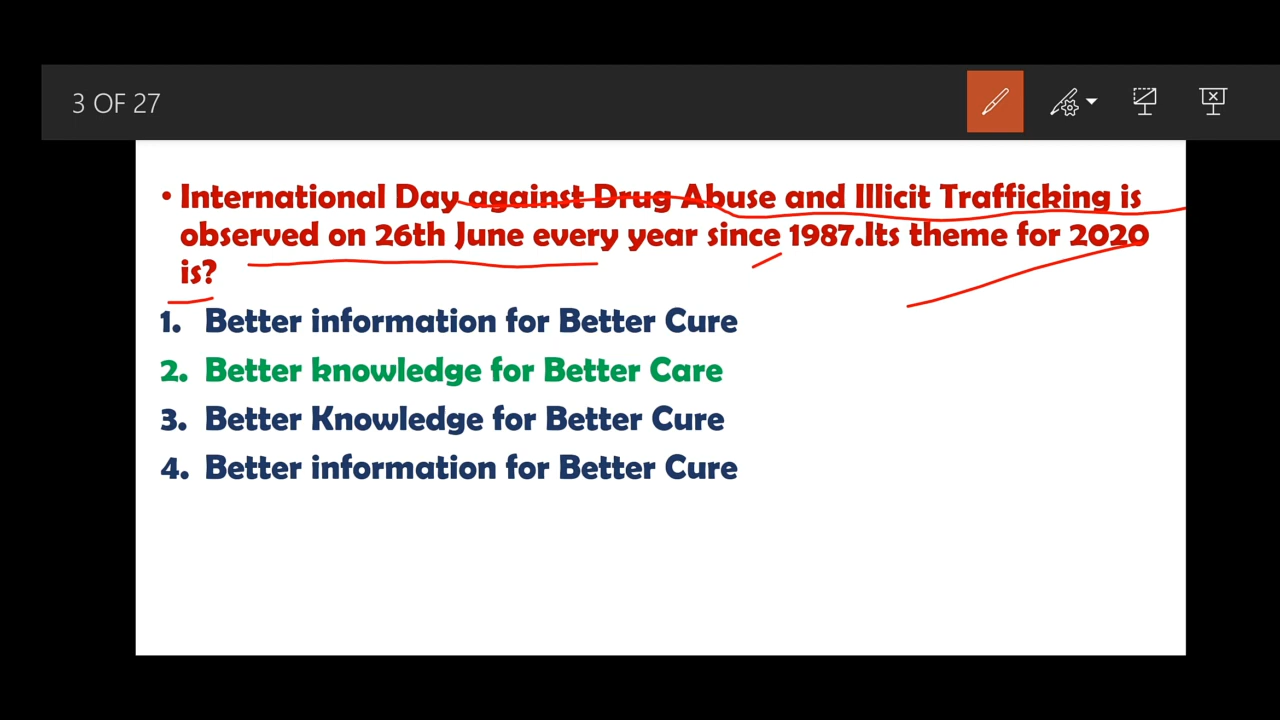 3 OF 27
• International Day against Drug Abuse and Illicit Trafficking is
observed on 26th June every year since 1987.Its theme for 2020
is?
1. Better information for Better Cure
2. Better knowledge for Better Care
3. Better Knowledge for Better Cure
4. Better information for Better Cure